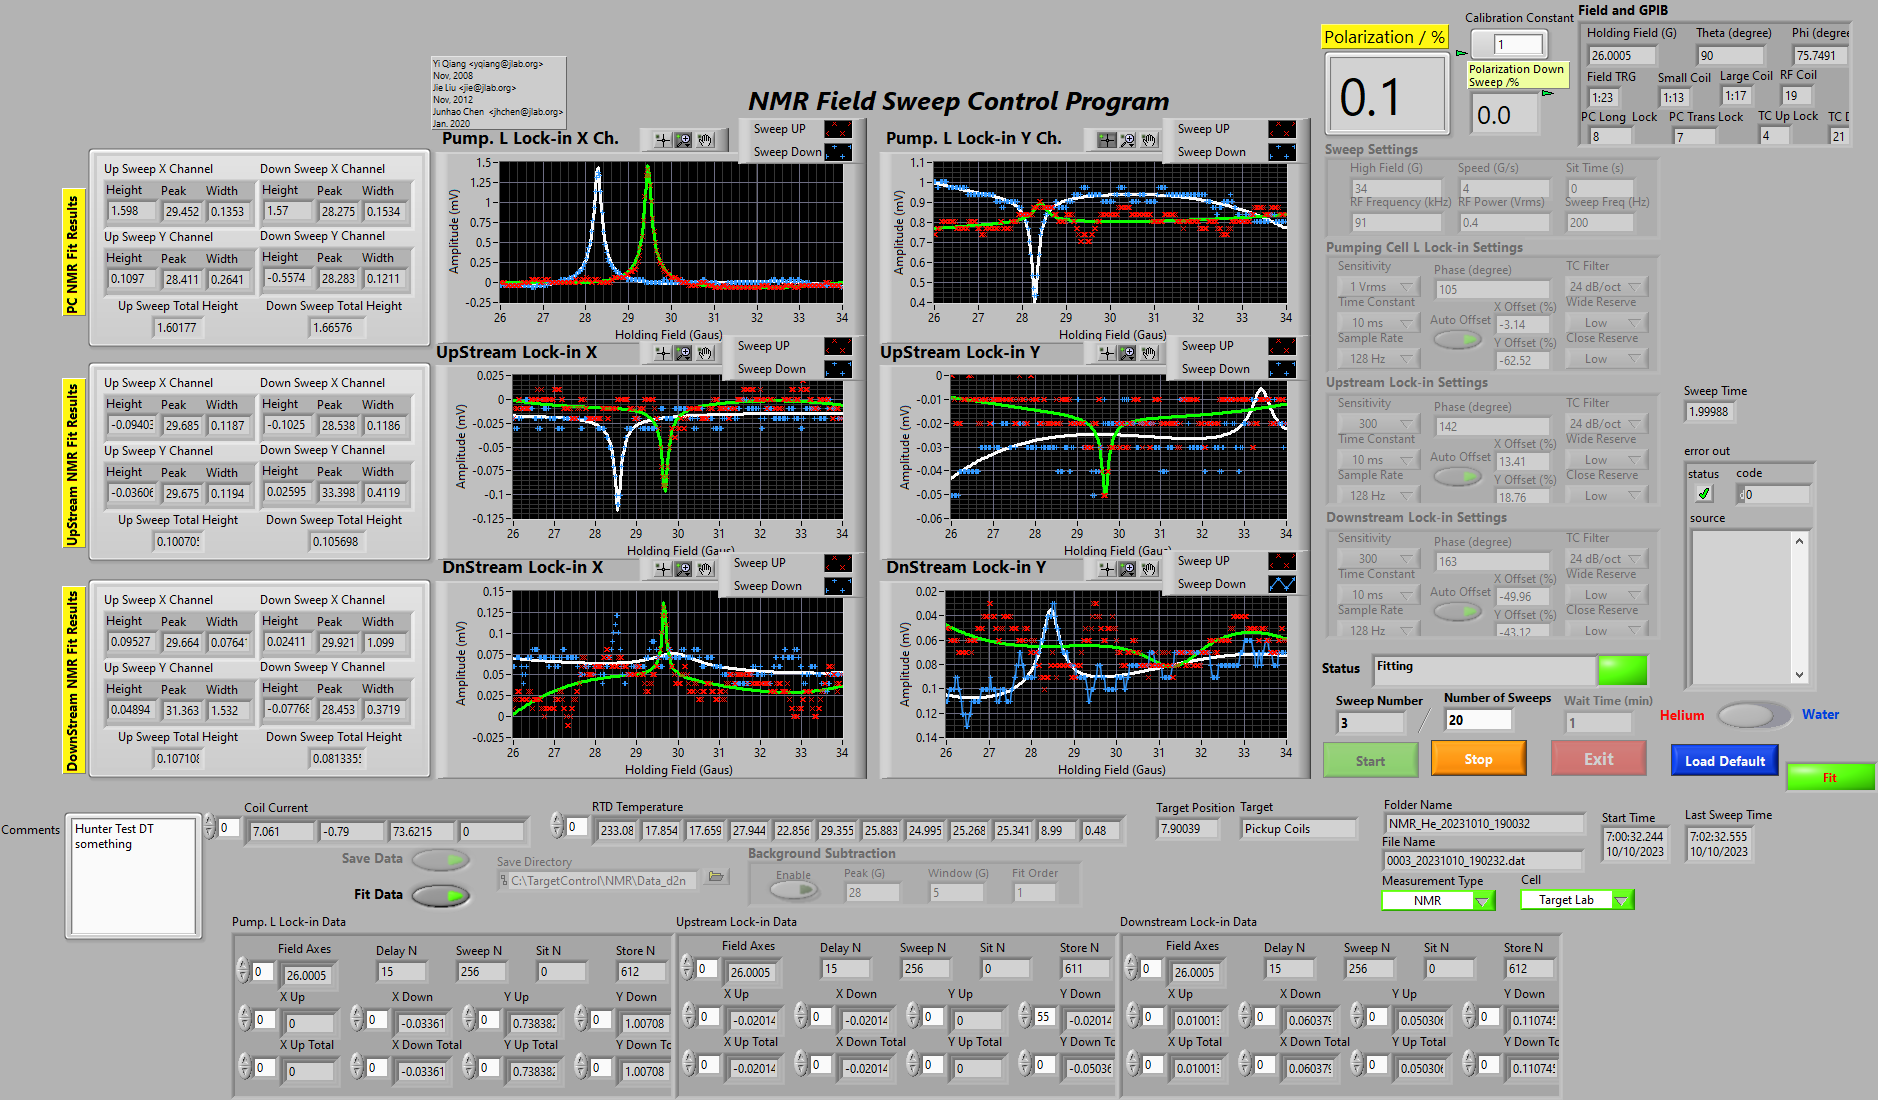 Yi Qiang <yqiang@jlab.org>
Nov, 2008
Jie Liu <jie@jlab.org>
Nov, 2012
Junhao Chen <jhchen@jlab.org>
Jan. 2020
NMR Field Sweep Control Program
Polarization / %
0.1
Calibration Constant
1
Polarization Down
Sweep /%
0.0
Field and GPIB
Holding Field (G) Theta (degree) Phi (degree
26.0005 90 75.7491
Field TRG Small Coil Large Coil RF Coil
1:23 1:13 1:17 19
PC Long Lock PC Trans Lock TC Up Lock TC D
8 7 4 21
PC NMR Fit Results
Up Sweep X Channel Down Sweep X Channel
Height Peak Width Height Peak Width
1.598 29.452 0.1353 1.57 28.275 0.1534
Up Sweep Y Channel Down Sweep Y Channel
Height Peak Width Height Peak Width
0.1097 28.411 0.2641 -0.5574 28.283 0.1211
Up Sweep Total Height Down Sweep Total Height
1.60177 1.66576
Pump. L Lock-in X Ch.
Sweep UP
Sweep Down
Amplitude (mV)
1.5
1.25
1
0.75
0.5
0.25
0
-0.25
26 27 28 29 30 31 32 33 34
Holding Field (Gaus)
Pump. L Lock-in Y Ch.
Sweep UP
Sweep Down
Amplitude (mV)
1.1
1
0.9
0.8
0.7
0.6
0.5
0.4
26 27 28 29 30 31 32 33 34
Holding Field (Gaus)
UpStream NMR Fit Results
Up Sweep X Channel Down Sweep X Channel
Height Peak Width Height Peak Width
-0.0940 29.685 0.1187 -0.1025 28.538 0.1186
Up Sweep Y Channel Down Sweep Y Channel
Height Peak Width Height Peak Width
-0.0360 29.675 0.1194 0.02595 33.398 0.4119
Up Sweep Total Height Down Sweep Total Height
0.10070 0.105698
UpStream Lock-in X
Sweep UP
Sweep Down
Amplitude (mV)
0.025
0
-0.025
-0.05
-0.075
-0.1
-0.125
26 27 28 29 30 31 32 33 34
Holding Field (Gaus)
UpStream Lock-in Y
Sweep UP
Sweep Down
Amplitude (mV)
0
-0.01
-0.02
-0.03
-0.04
-0.05
-0.06
26 27 28 29 30 31 32 33 34
Holding Field (Gaus)
DownStream NMR Fit Results
Up Sweep X Channel Down Sweep X Channel
Height Peak Width Height Peak Width
0.09527 29.664 0.0764 0.02411 29.921 1.099
Up Sweep Y Channel Down Sweep Y Channel
Height Peak Width Height Peak Width
0.04894 31.363 1.532 -0.0776 28.453 0.3719
Up Sweep Total Height Down Sweep Total Height
0.107108 0.081335
DnStream Lock-in X
Sweep UP
Sweep Down
Amplitude (mV)
0.15
0.125
0.1
0.075
0.05
0.025
0
-0.025
26 27 28 29 30 31 32 33 34
Holding Field (Gaus)
DnStream Lock-in Y
Sweep UP
Sweep Down
Amplitude (mV)
0.02
0.04
0.06
0.08
0.1
0.12
0.14
26 27 28 29 30 31 32 33 34
Holding Field (Gaus)
Sweep Settings
High Field (G) Speed (G/s) Sit Time (s)
34 4 0
RF Frequency (kHz) RF Power (Vrms) Sweep Freq (Hz)
91 0.4 200
Pumping Cell L Lock-in Settings
Sensitivity Phase (degree) TC Filter
1 Vrms 105 24 dB/oct
Time Constant X Offset (%) Wide Reserve
10 ms Auto Offset -3.14 Low
Sample Rate Y Offset (%) Close Reserve
128 Hz -62.52 Low
Upstream Lock-in Settings
Sensitivity Phase (degree) TC Filter
300 142 24 dB/oct
Time Constant X Offset (%) Wide Reserve
10 ms Auto Offset 13.41 Low
Sample Rate Y Offset (%) Close Reserve
128 Hz 18.76 Low
Downstream Lock-in Settings
Sensitivity Phase (degree) TC Filter
300 163 24 dB/oct
Time Constant X Offset (%) Wide Reserve
10 ms Auto Offset -49.96 Low
Sample Rate Y Offset (%) Close Reserve
128 Hz -43.12 Low
Sweep Time
1.99988
error out
status code
0
source
Status Fitting
Sweep Number Number of Sweeps Wait Time (min)
3 / 20 1
Helium Water
Start Stop Exit Load Default Fit
Comments
Hunter Test DT
something
Coil Current
0 7.061 -0.79 73.6215 0
RTD Temperature
0 233.08 17.854 17.659 27.944 22.856 29.355 25.883 24.995 25.268 25.341 8.99 0.48
Target Position Target
7.90039 Pickup Coils
Folder Name
NMR_He_20231010_190032
File Name
0003_20231010_190232.dat
Start Time
7:00:32.244
10/10/2023
Last Sweep Time
7:02:32.555
10/10/2023
Measurement Type Cell
NMR Target Lab
Save Data
Fit Data
Save Directory
C:\TargetControl\NMR\Data_d2n
Background Subtraction
Enable Peak (G) Window (G) Fit Order
28 5 1
Pump. L Lock-in Data
Field Axes Delay N Sweep N Sit N Store N
0 26.0005 15 256 0 612
X Up X Down Y Up Y Down
0 0 0 -0.03361 0 0.73838 0 1.00708
X Up Total X Down Total Y Up Total Y Down To
0 0 0 -0.03361 0 0.73838 0 1.00708
Upstream Lock-in Data
Field Axes Delay N Sweep N Sit N Store N
0 26.0005 15 256 0 611
X Up X Down Y Up Y Down
0 -0.02014 0 -0.02014 0 0 55 -0.02014
X Up Total X Down Total Y Up Total Y Down To
0 -0.02014 0 -0.02014 0 0 0 -0.05036
Downstream Lock-in Data
Field Axes Delay N Sweep N Sit N Store N
0 26.0005 15 256 0 612
X Up X Down Y Up Y Down
0 0.01001 0 0.060379 0 0.050306 0 0.11074
X Up Total X Down Total Y Up Total Y Down To
0 0.01001 0 0.060379 0 0.050306 0 0.11074